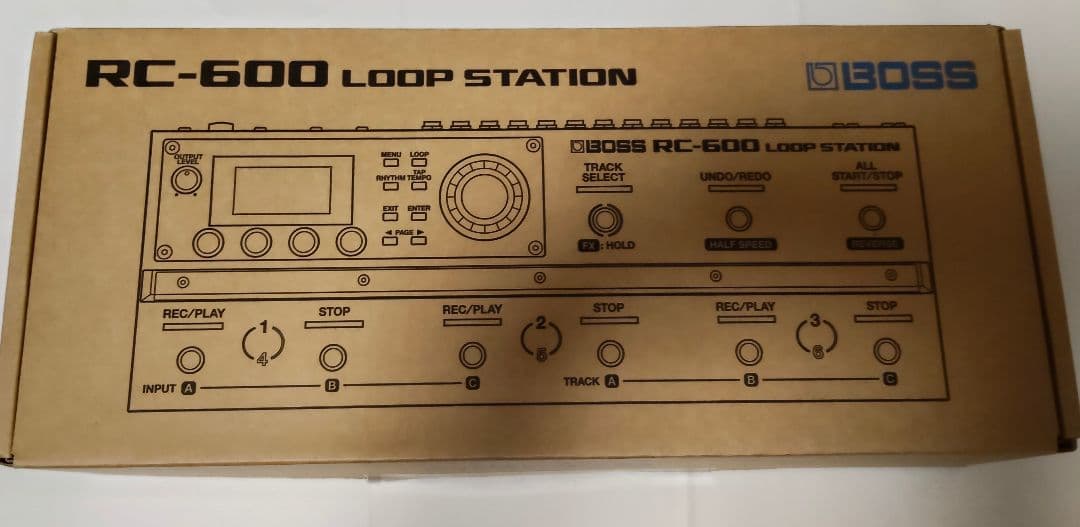 RC-600 LOOP STATION
BOSS
BOSS RC-600 LOOP STATION
OUTPUT
LEVEL
MENU LOOP
RHYTHM TAP TEMPO
EXIT ENTER
◀ PAGE ▶
TRACK
SELECT
UNDO/REDO
ALL
START/STOP
FX : HOLD
HALF SPEED
REVERSE
REC/PLAY
STOP
REC/PLAY
STOP
REC/PLAY
STOP
1
4
2
5
3
6
INPUT A B C
TRACK A B C